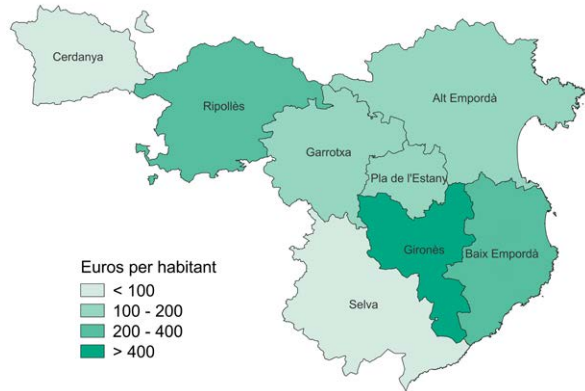 Cerdanya
Ripollès
Alt Empordà
Garrotxa
Pla de l'Estany
Gironès
Baix Empordà
Selva
Euros per habitant
< 100
100 - 200
200 - 400
> 400